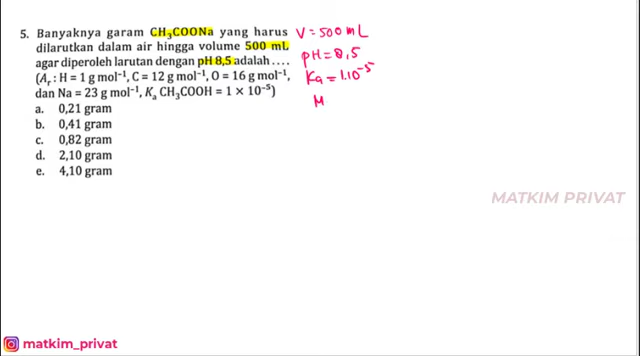 5. Banyaknya garam CH₃COONa yang harus
dilarutkan dalam air hingga volume 500 mL
agar diperoleh larutan dengan pH 8,5 adalah . . . .
(Aᵣ : H = 1 g mol⁻¹, C = 12 g mol⁻¹, O = 16 g mol⁻¹,
dan Na = 23 g mol⁻¹, Kₐ CH₃COOH = 1 × 10⁻⁵)
a. 0,21 gram
b. 0,41 gram
c. 0,82 gram
d. 2,10 gram
e. 4,10 gram
V = 500 mL
pH = 8,5
Ka = 1.10⁻⁵
M
MATKIM PRIVAT
matkim_privat